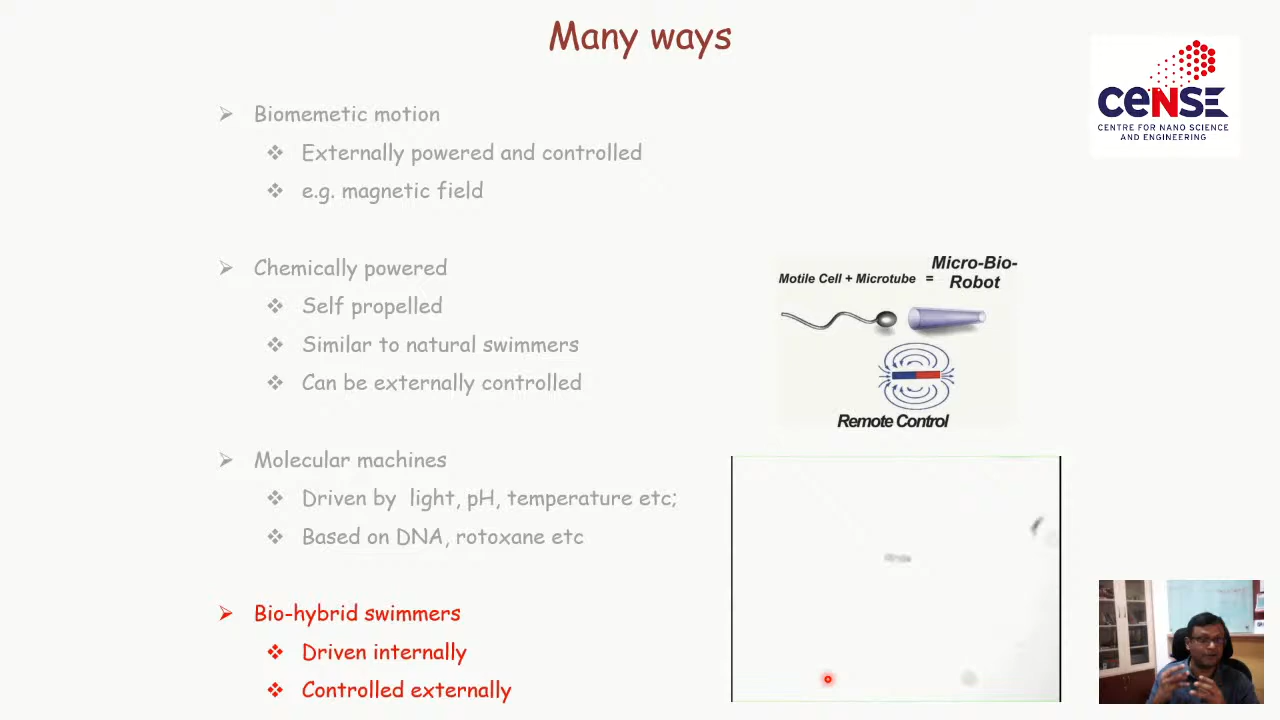 Many ways
CENSE
CENTRE FOR NANO SCIENCE
AND ENGINEERING
Biomemetic motion
Externally powered and controlled
e.g. magnetic field
Chemically powered
Self propelled
Similar to natural swimmers
Can be externally controlled
Molecular machines
Driven by light, pH, temperature etc;
Based on DNA, rotoxane etc
Bio-hybrid swimmers
Driven internally
Controlled externally
Motile Cell + Microtube = Micro-Bio-
Robot
Remote Control